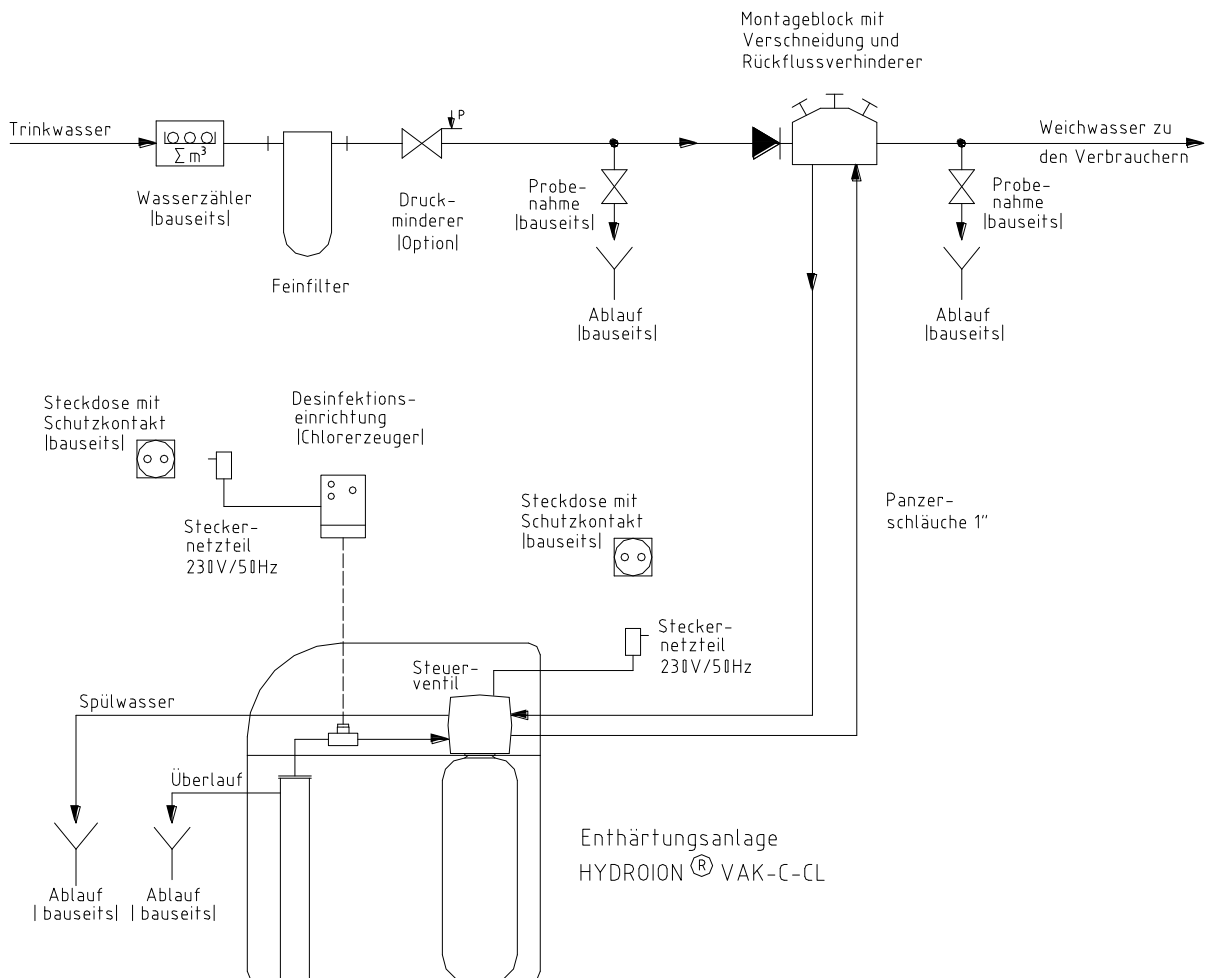 Montageblock mit
Verschneidung und
Rückflussverhinderer
Trinkwasser
P
Σ m³
Weichwasser zu
den Verbrauchern
Wasserzähler
|bauseits|
Druck-
minderer
|Option|
Probe-
nahme
|bauseits|
Probe-
nahme
|bauseits|
Feinfilter
Ablauf
|bauseits|
Ablauf
|bauseits|
Steckdose mit
Schutzkontakt
|bauseits|
Desinfektions-
einrichtung
|Chlorerzeuger|
Steckdose mit
Schutzkontakt
|bauseits|
Panzer-
schläuche 1"
Stecker-
netzteil
230V/50Hz
Stecker-
netzteil
230V/50Hz
Steuer-
ventil
Spülwasser
Überlauf
Enthärtungsanlage
HYDROION ® VAK-C-CL
Ablauf
|bauseits|
Ablauf
|bauseits|